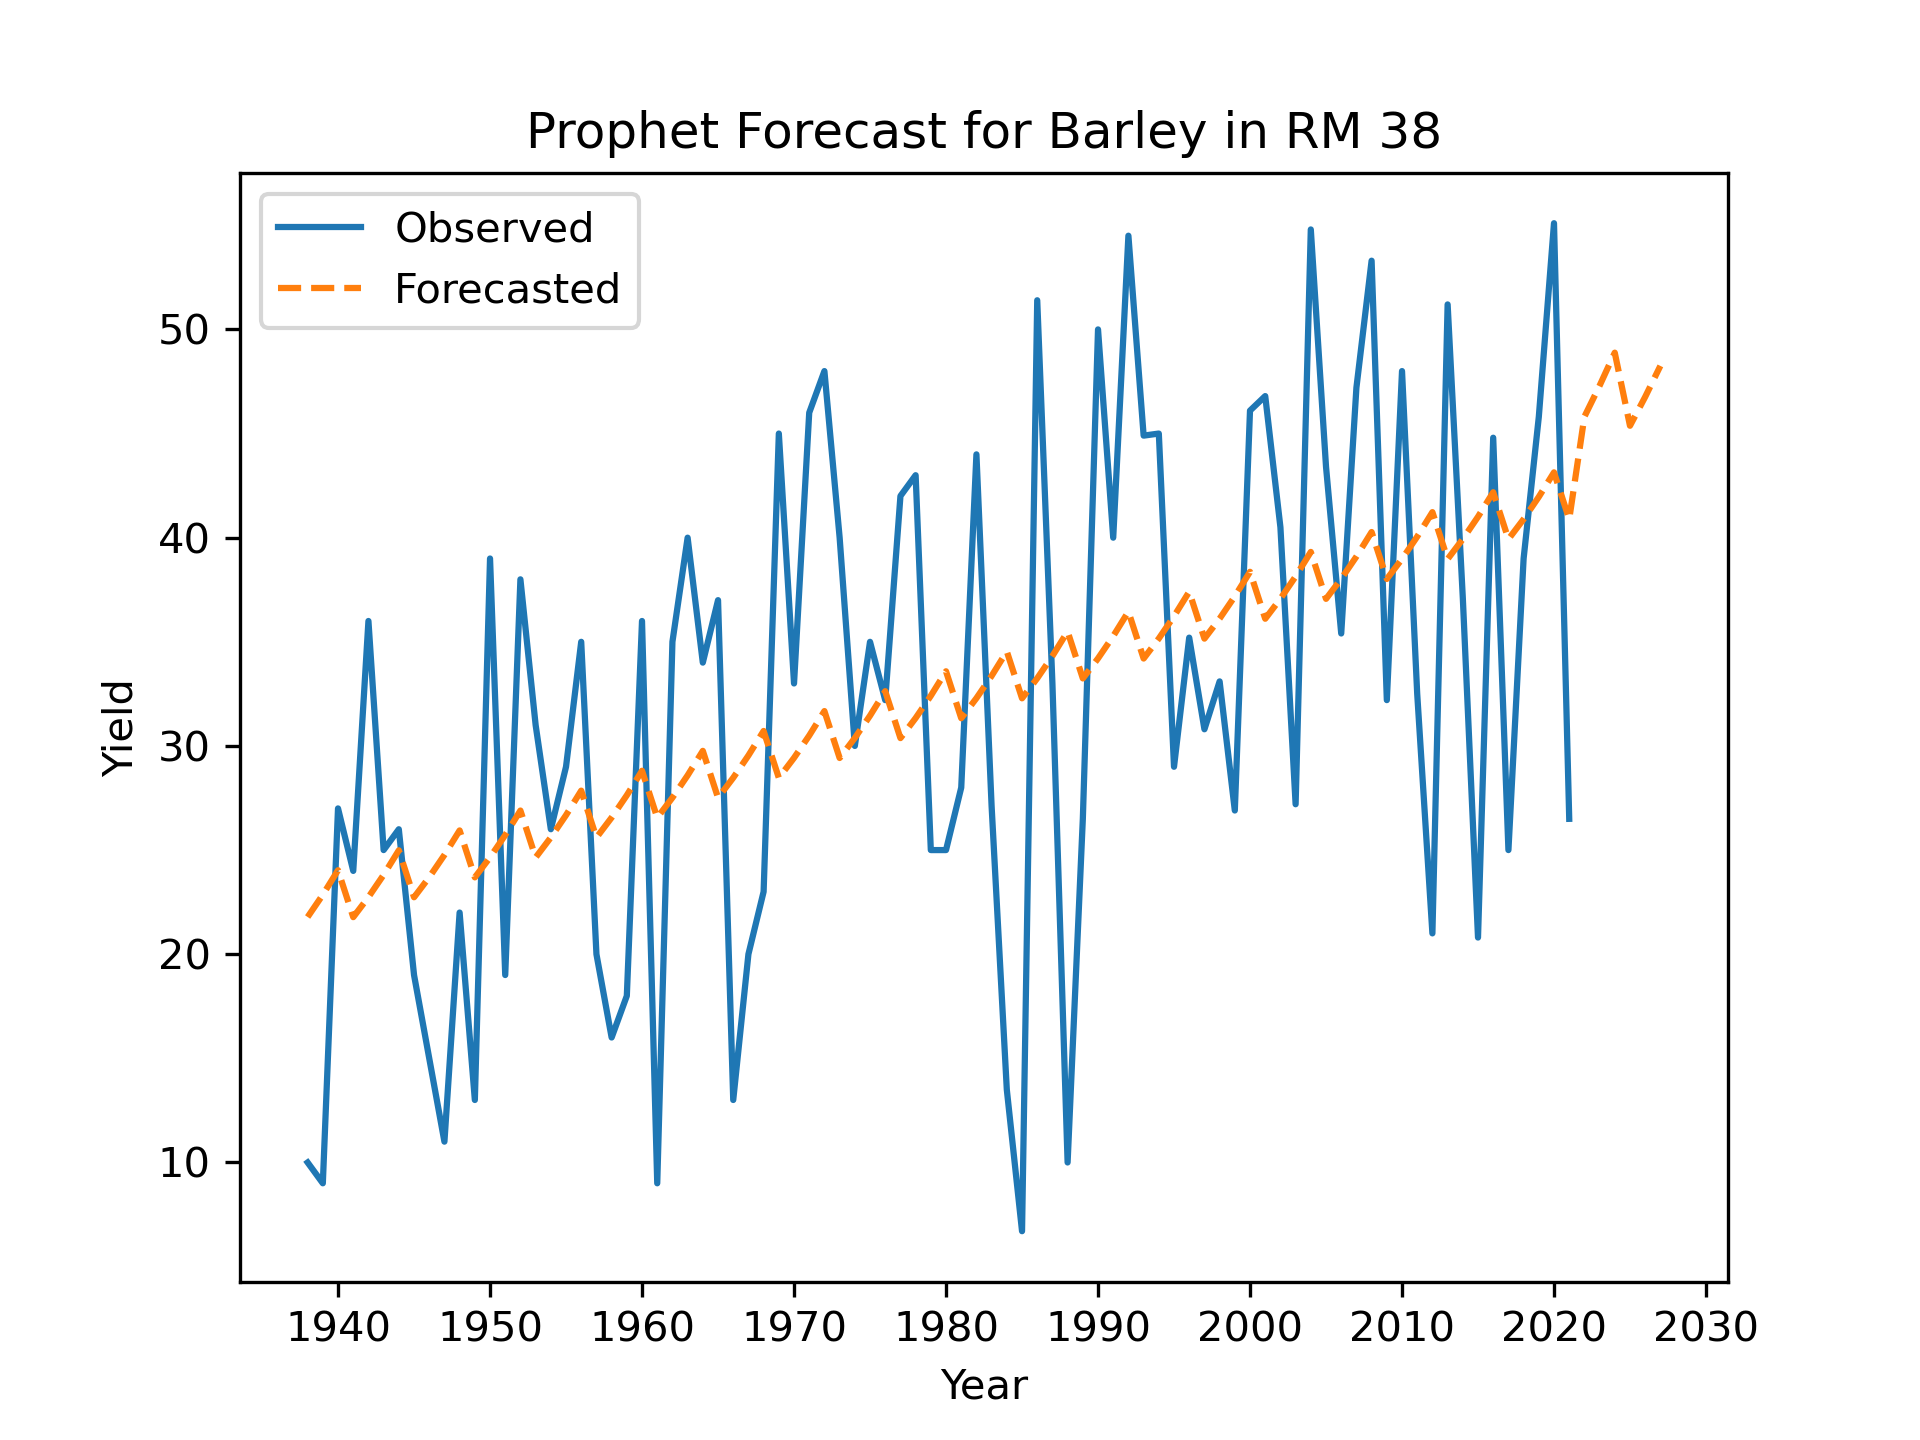 Prophet Forecast for Barley in RM 38
Observed
Forecasted
50
40
30
20
10
Yield
1940 1950 1960 1970 1980 1990 2000 2010 2020 2030
Year